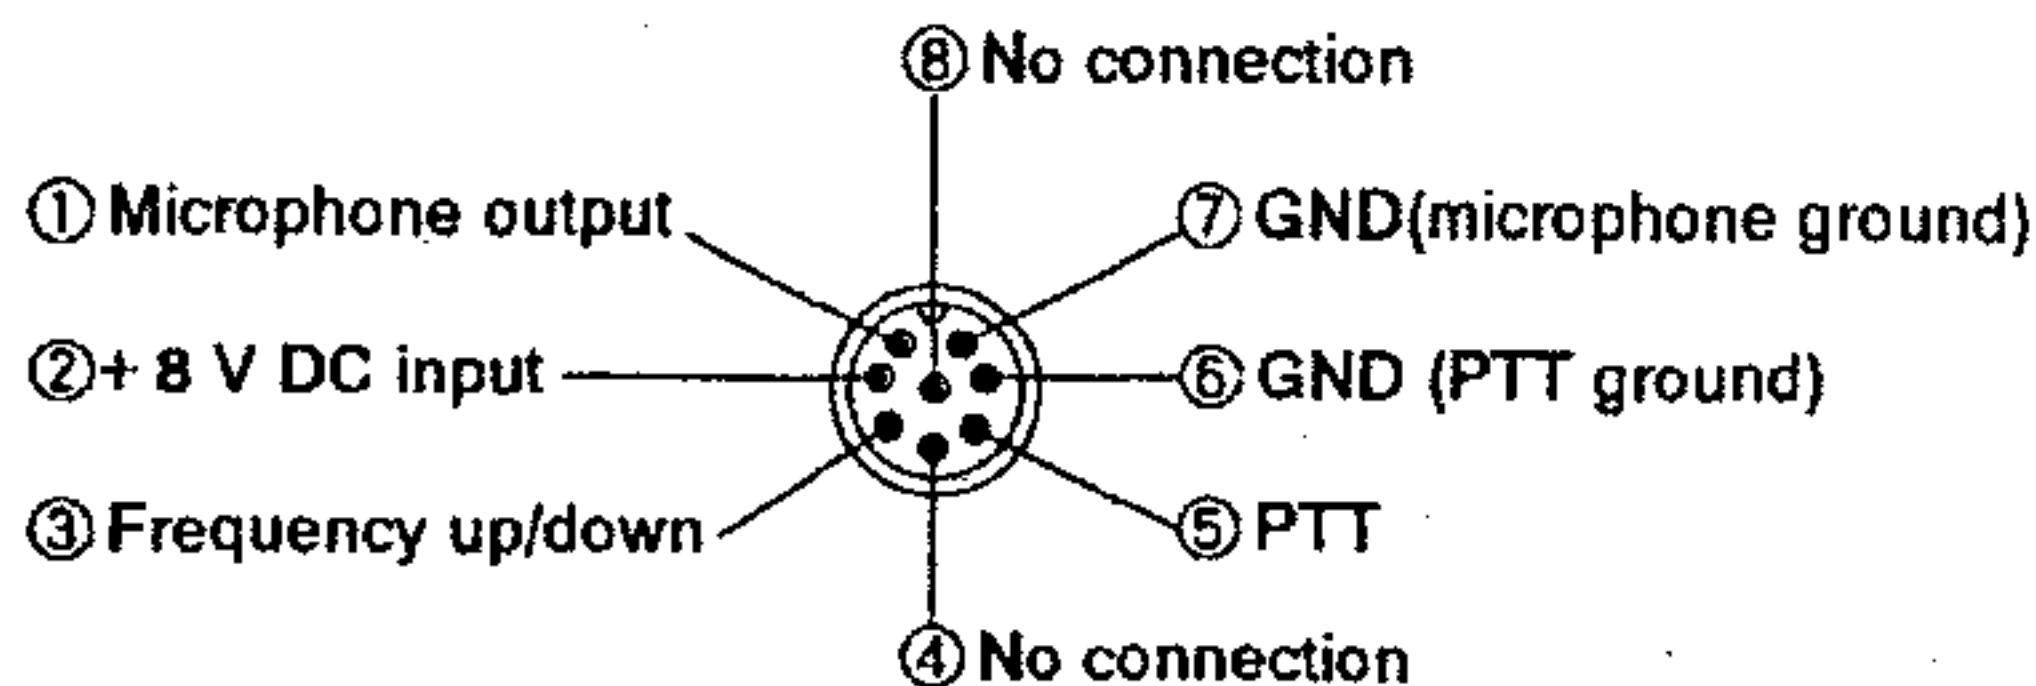 ⑧ No connection
① Microphone output
⑦ GND(microphone ground)
② + 8 V DC input
⑥ GND (PTT ground)
③ Frequency up/down
⑤ PTT
④ No connection